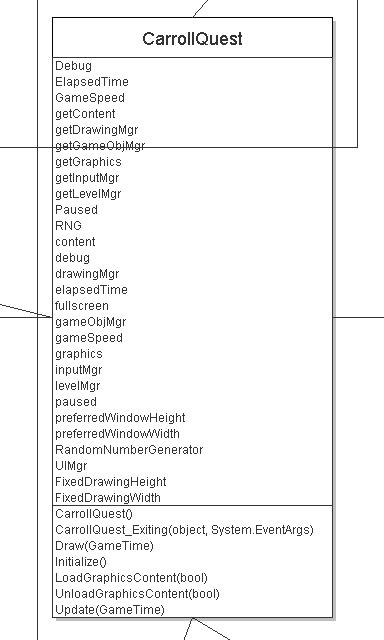 CarrollQuest
Debug
ElapsedTime
GameSpeed
getContent
getDrawingMgr
getGameObjMgr
getGraphics
getInputMgr
getLevelMgr
Paused
RNG
content
debug
drawingMgr
elapsedTime
fullscreen
gameObjMgr
gameSpeed
graphics
inputMgr
levelMgr
paused
preferredWindowHeight
preferredWindowWidth
RandomNumberGenerator
UIMgr
FixedDrawingHeight
FixedDrawingWidth
CarrollQuest()
CarrollQuest_Exiting(object, System.EventArgs)
Draw(GameTime)
Initialize()
LoadGraphicsContent(bool)
UnloadGraphicsContent(bool)
Update(GameTime)